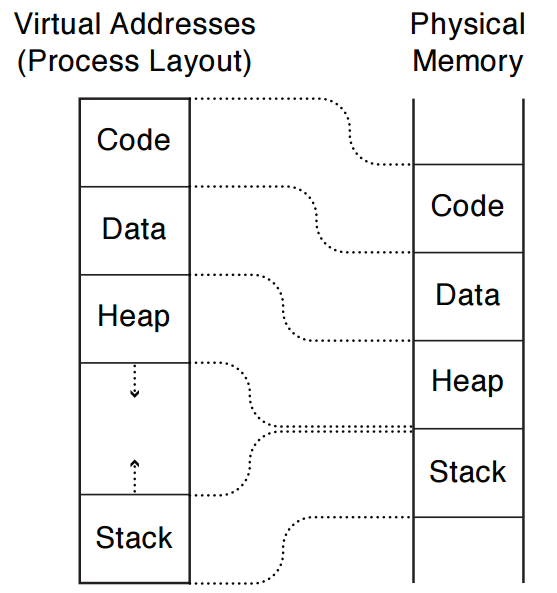 Virtual Addresses
(Process Layout)
Physical
Memory
Code
Data
Heap
Stack
Code
Data
Heap
Stack